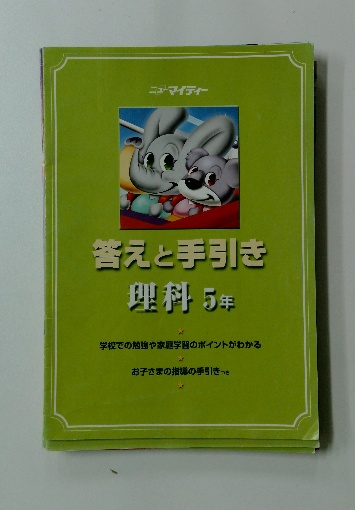 ニューマイティー
答えと手引き
理科 5年
学校での勉強や家庭学習のポイントがわかる
お子さまの指導の手引きつき